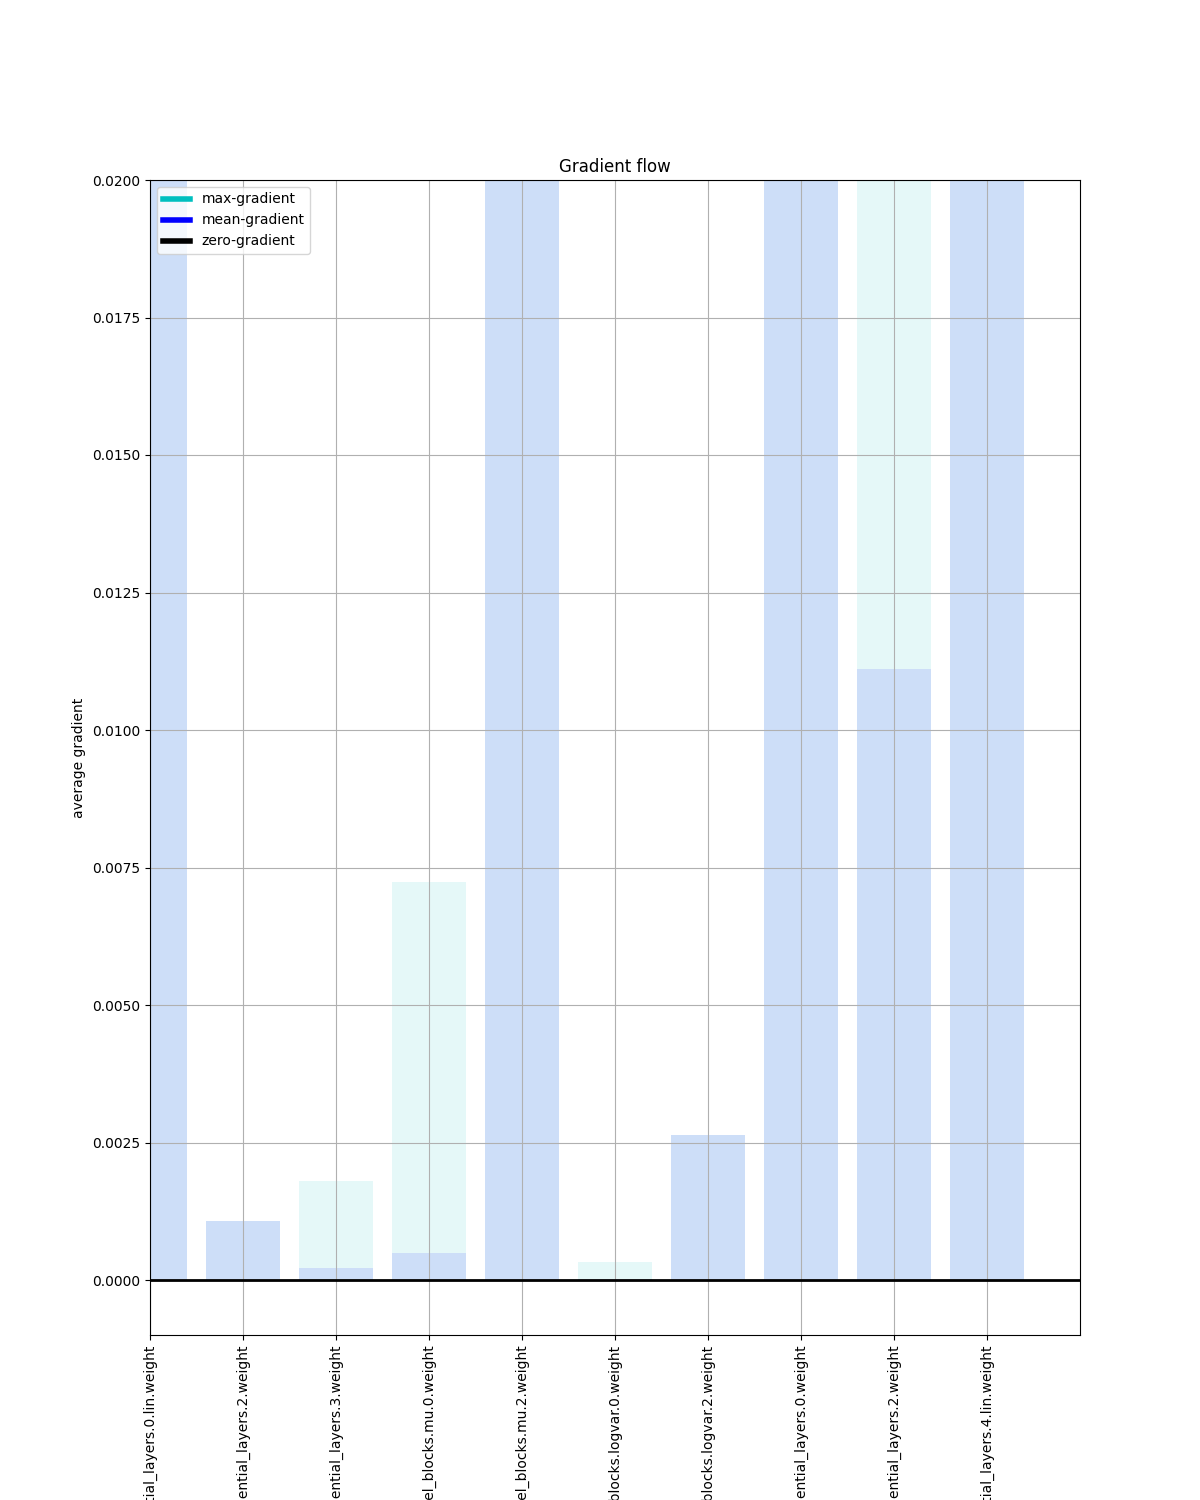 Gradient flow
max-gradient
mean-gradient
zero-gradient
average gradient
0.0200
0.0175
0.0150
0.0125
0.0100
0.0075
0.0050
0.0025
0.0000
tial_layers.0.lin.weight
ential_layers.2.weight
ential_layers.3.weight
el_blocks.mu.0.weight
el_blocks.mu.2.weight
blocks.logvar.0.weight
blocks.logvar.2.weight
ential_layers.0.weight
ential_layers.2.weight
tial_layers.4.lin.weight